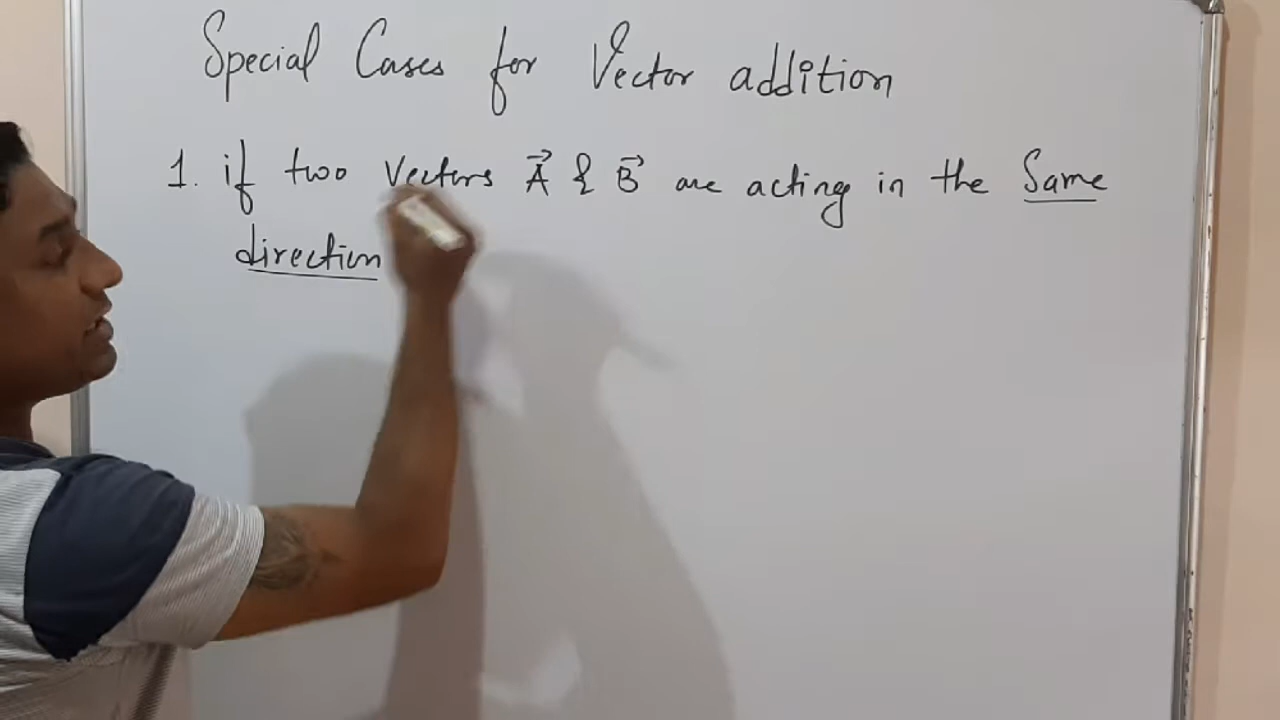 Special Cases for Vector addition
1. if two Vectors A⃗ & B⃗ are acting in the Same
direction